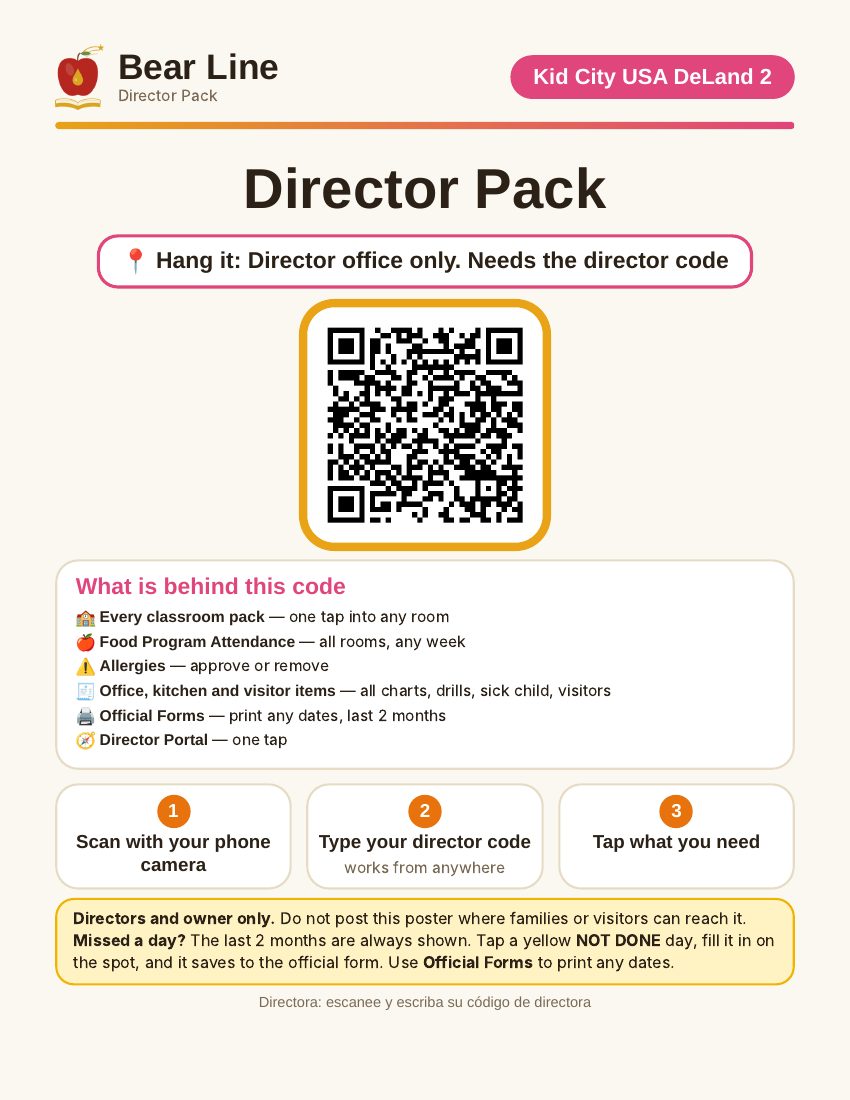 Bear Line
Director Pack
Kid City USA DeLand 2
Director Pack
📍 Hang it: Director office only. Needs the director code
What is behind this code
🏫 Every classroom pack — one tap into any room
🍎 Food Program Attendance — all rooms, any week
⚠️ Allergies — approve or remove
🧾 Office, kitchen and visitor items — all charts, drills, sick child, visitors
🖨️ Official Forms — print any dates, last 2 months
🧭 Director Portal — one tap
1
Scan with your phone
camera
2
Type your director code
works from anywhere
3
Tap what you need
Directors and owner only. Do not post this poster where families or visitors can reach it.
Missed a day? The last 2 months are always shown. Tap a yellow NOT DONE day, fill it in on
the spot, and it saves to the official form. Use Official Forms to print any dates.
Directora: escanee y escriba su código de directora